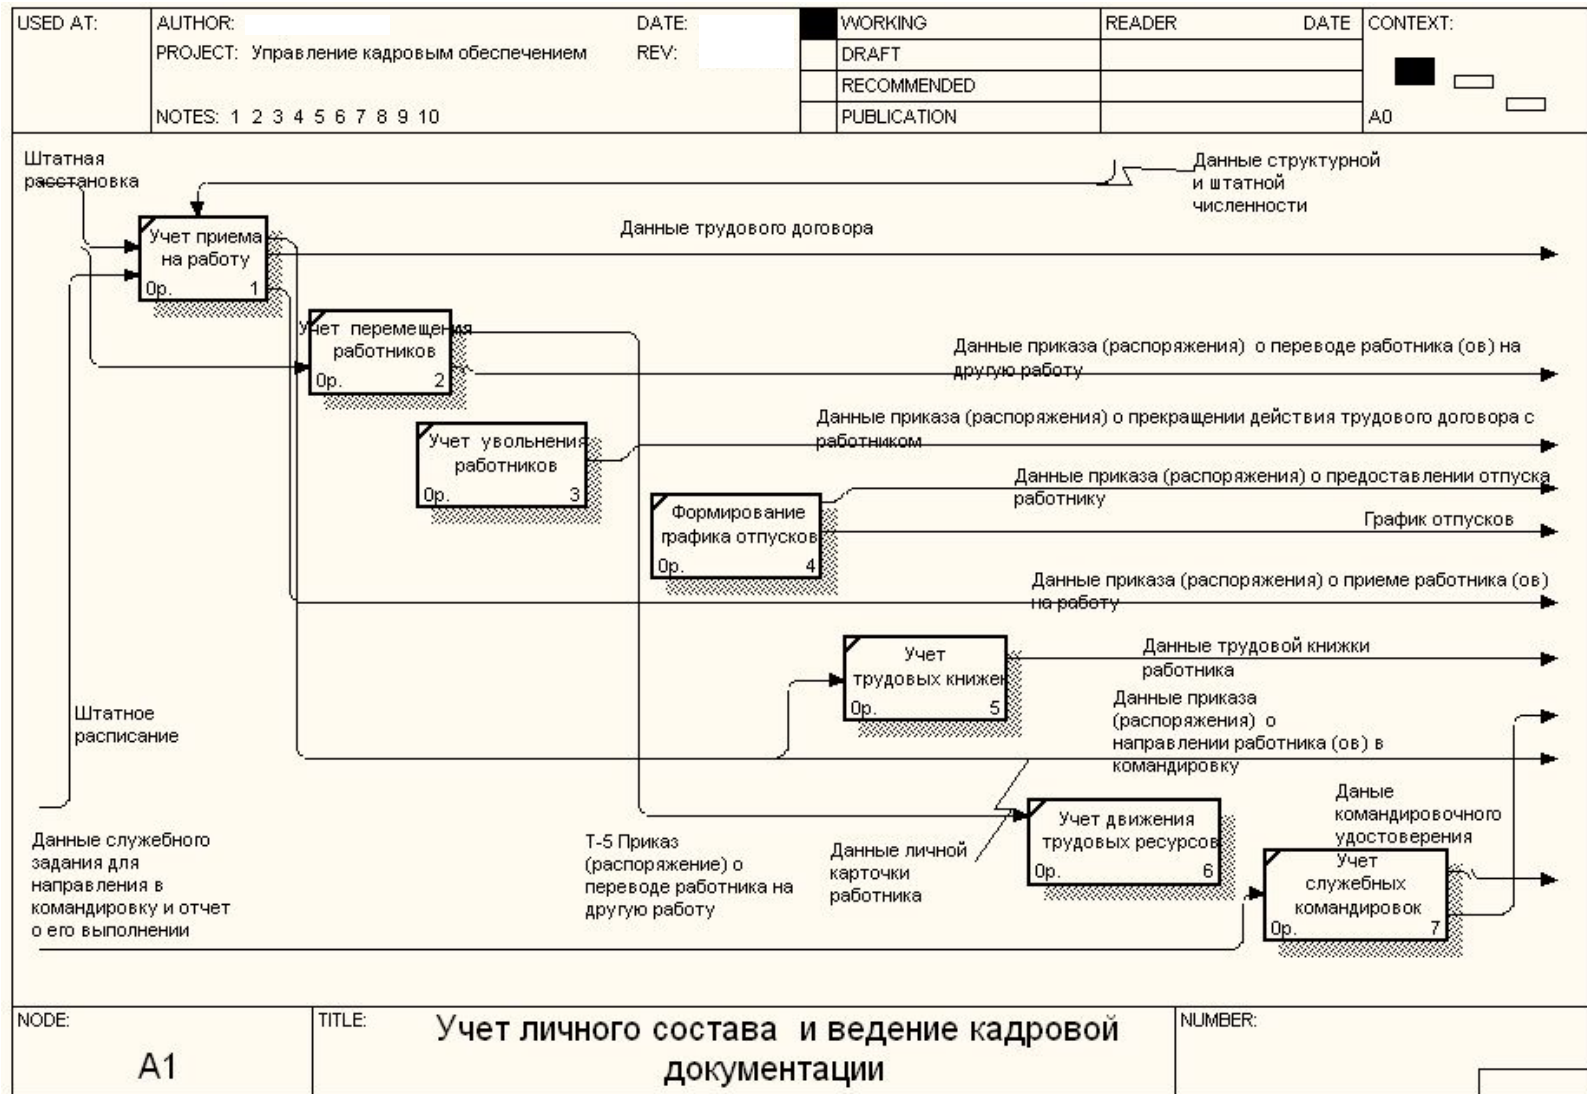 USED AT:
AUTHOR:
DATE:
PROJECT: Управление кадровым обеспечением
REV:
NOTES: 1 2 3 4 5 6 7 8 9 10
WORKING
DRAFT
RECOMMENDED
PUBLICATION
READER
DATE
CONTEXT:
A0
Штатная
расстановка
Данные структурной
и штатной
численности
Учет приема
на работу
0р. 1
Данные трудового договора
Учет перемещения
работников
0р. 2
Данные приказа (распоряжения) о переводе работника (ов) на
другую работу
Учет увольнения
работников
0р. 3
Данные приказа (распоряжения) о прекращении действия трудового договора с
работником
Данные приказа (распоряжения) о предоставлении отпуска
работнику
Формирование
графика отпусков
0р. 4
График отпусков
Данные приказа (распоряжения) о приеме работника (ов)
на работу
Учет
трудовых книжек
0р. 5
Данные трудовой книжки
работника
Данные приказа
(распоряжения) о
направлении работника (ов) в
командировку
Штатное
расписание
Даные
командировочного
удостоверения
Учет движения
трудовых ресурсов
0р. 6
Данные служебного
задания для
направления в
командировку и отчет
о его выполнении
Т-5 Приказ
(распоряжение) о
переводе работника на
другую работу
Данные личной
карточки
работника
Учет
служебных
командировок
0р. 7
NODE:
A1
TITLE:
Учет личного состава и ведение кадровой
документации
NUMBER: